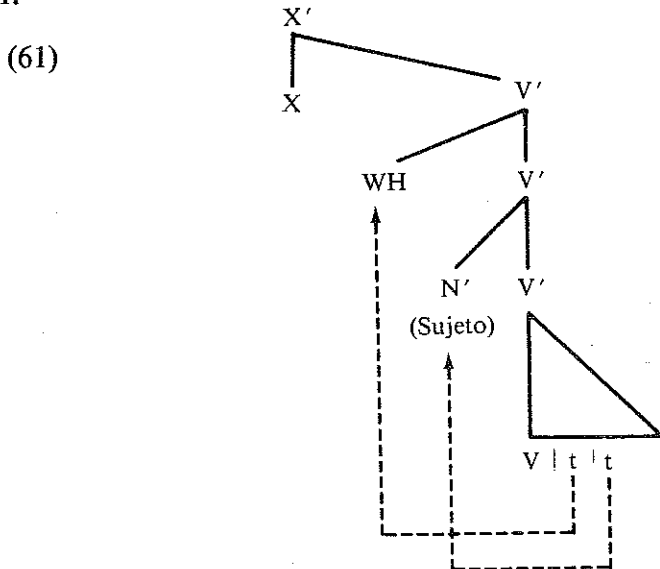 X′
(61)
X
V′
WH
V′
N′ V′
(Sujeto)
V | t | t